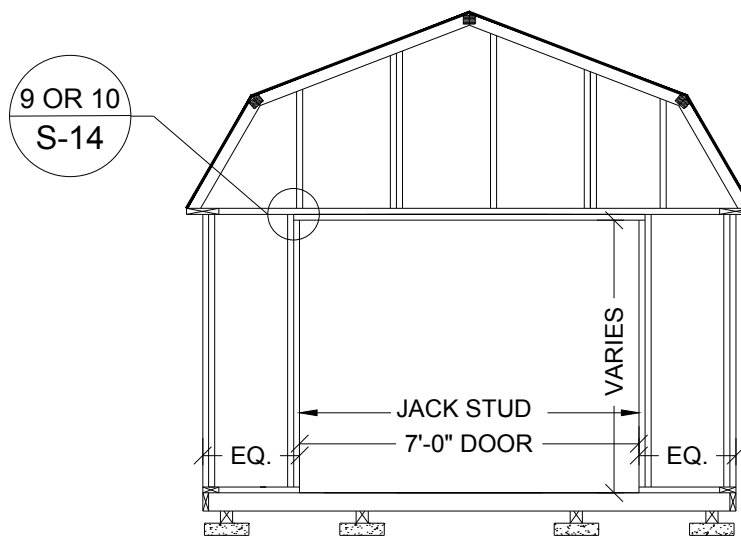 9 OR 10
S-14
VARIES
JACK STUD
7'-0" DOOR
EQ.
EQ.